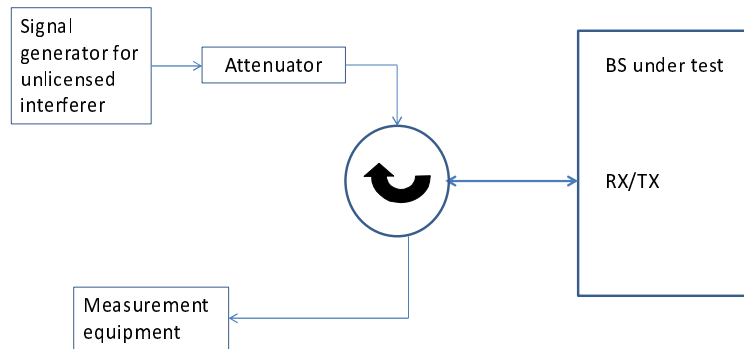 Signal
generator for
unlicensed
interferer
Attenuator
BS under test
RX/TX
Measurement
equipment